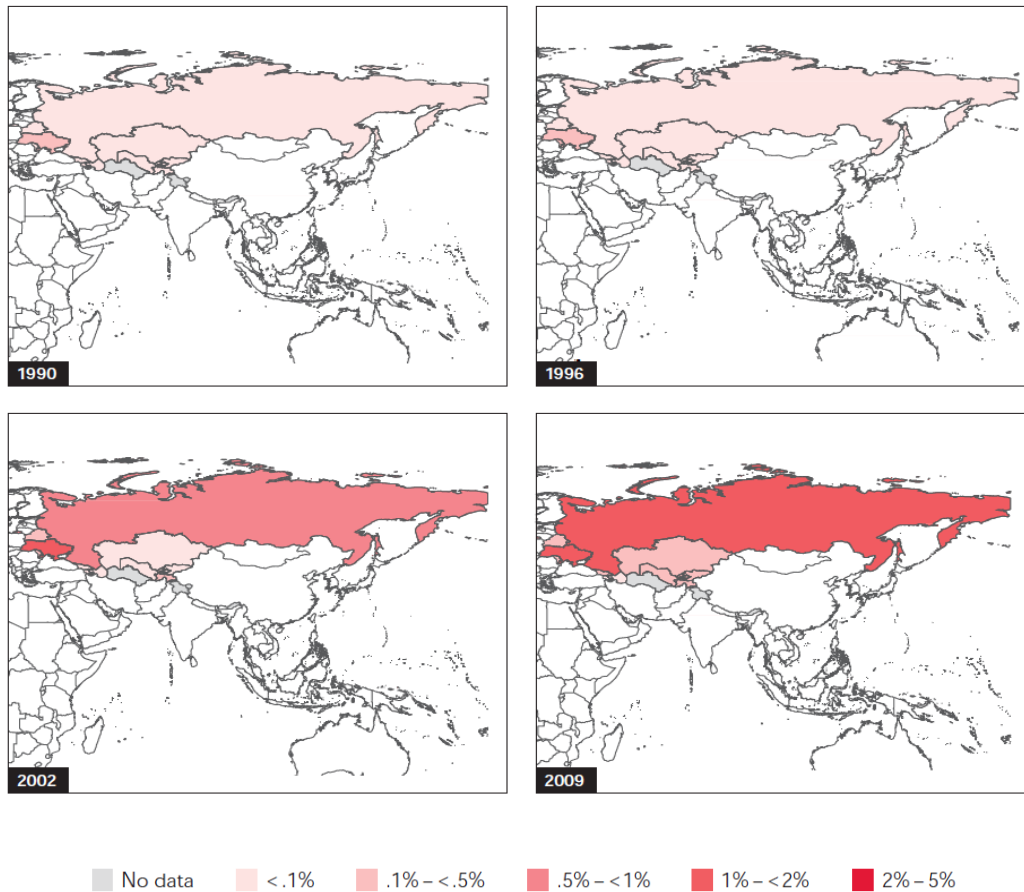 1990
1996
2002
2009
No data
< .1%
.1% – < .5%
.5% – < 1%
1% – < 2%
2% – 5%